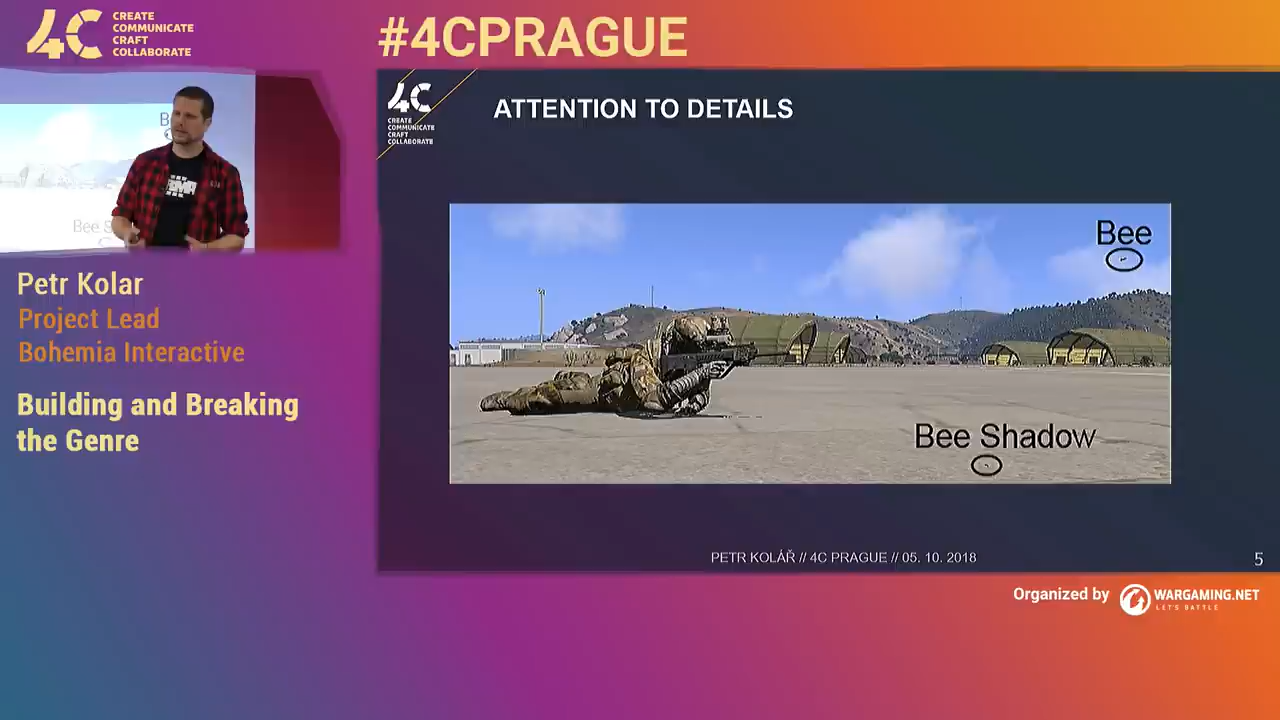 4C
CREATE
COMMUNICATE
CRAFT
COLLABORATE
#4CPRAGUE
4C
CREATE
COMMUNICATE
CRAFT
COLLABORATE
ATTENTION TO DETAILS
Bee
Bee Shadow
PETR KOLÁŘ // 4C PRAGUE // 05. 10. 2018
5
Petr Kolar
Project Lead
Bohemia Interactive
Building and Breaking
the Genre
Organized by
WARGAMING.NET
LET'S BATTLE